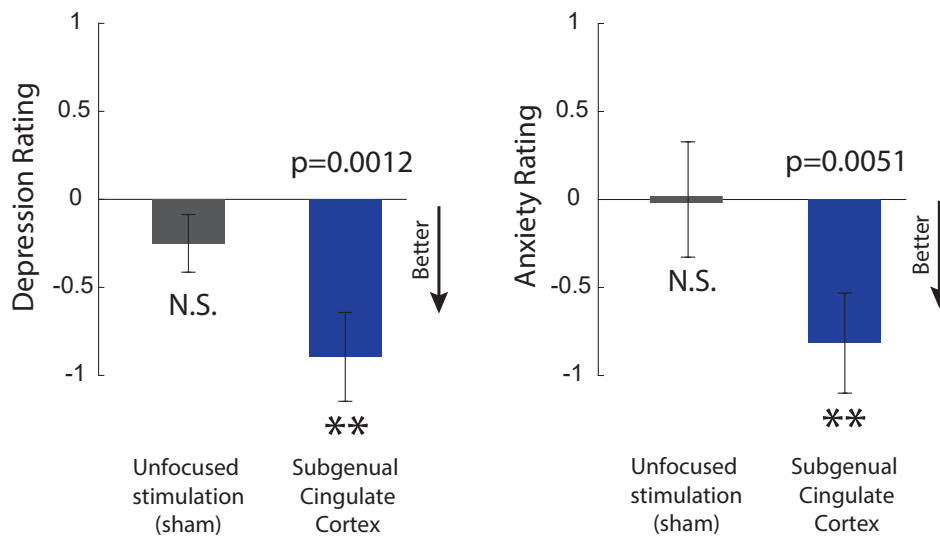 Depression Rating
1
0.5
0
-0.5
-1
p=0.0012
N.S.
**
Better
Unfocused
stimulation
(sham)
Subgenual
Cingulate
Cortex
Anxiety Rating
1
0.5
0
-0.5
-1
p=0.0051
N.S.
**
Better
Unfocused
stimulation
(sham)
Subgenual
Cingulate
Cortex